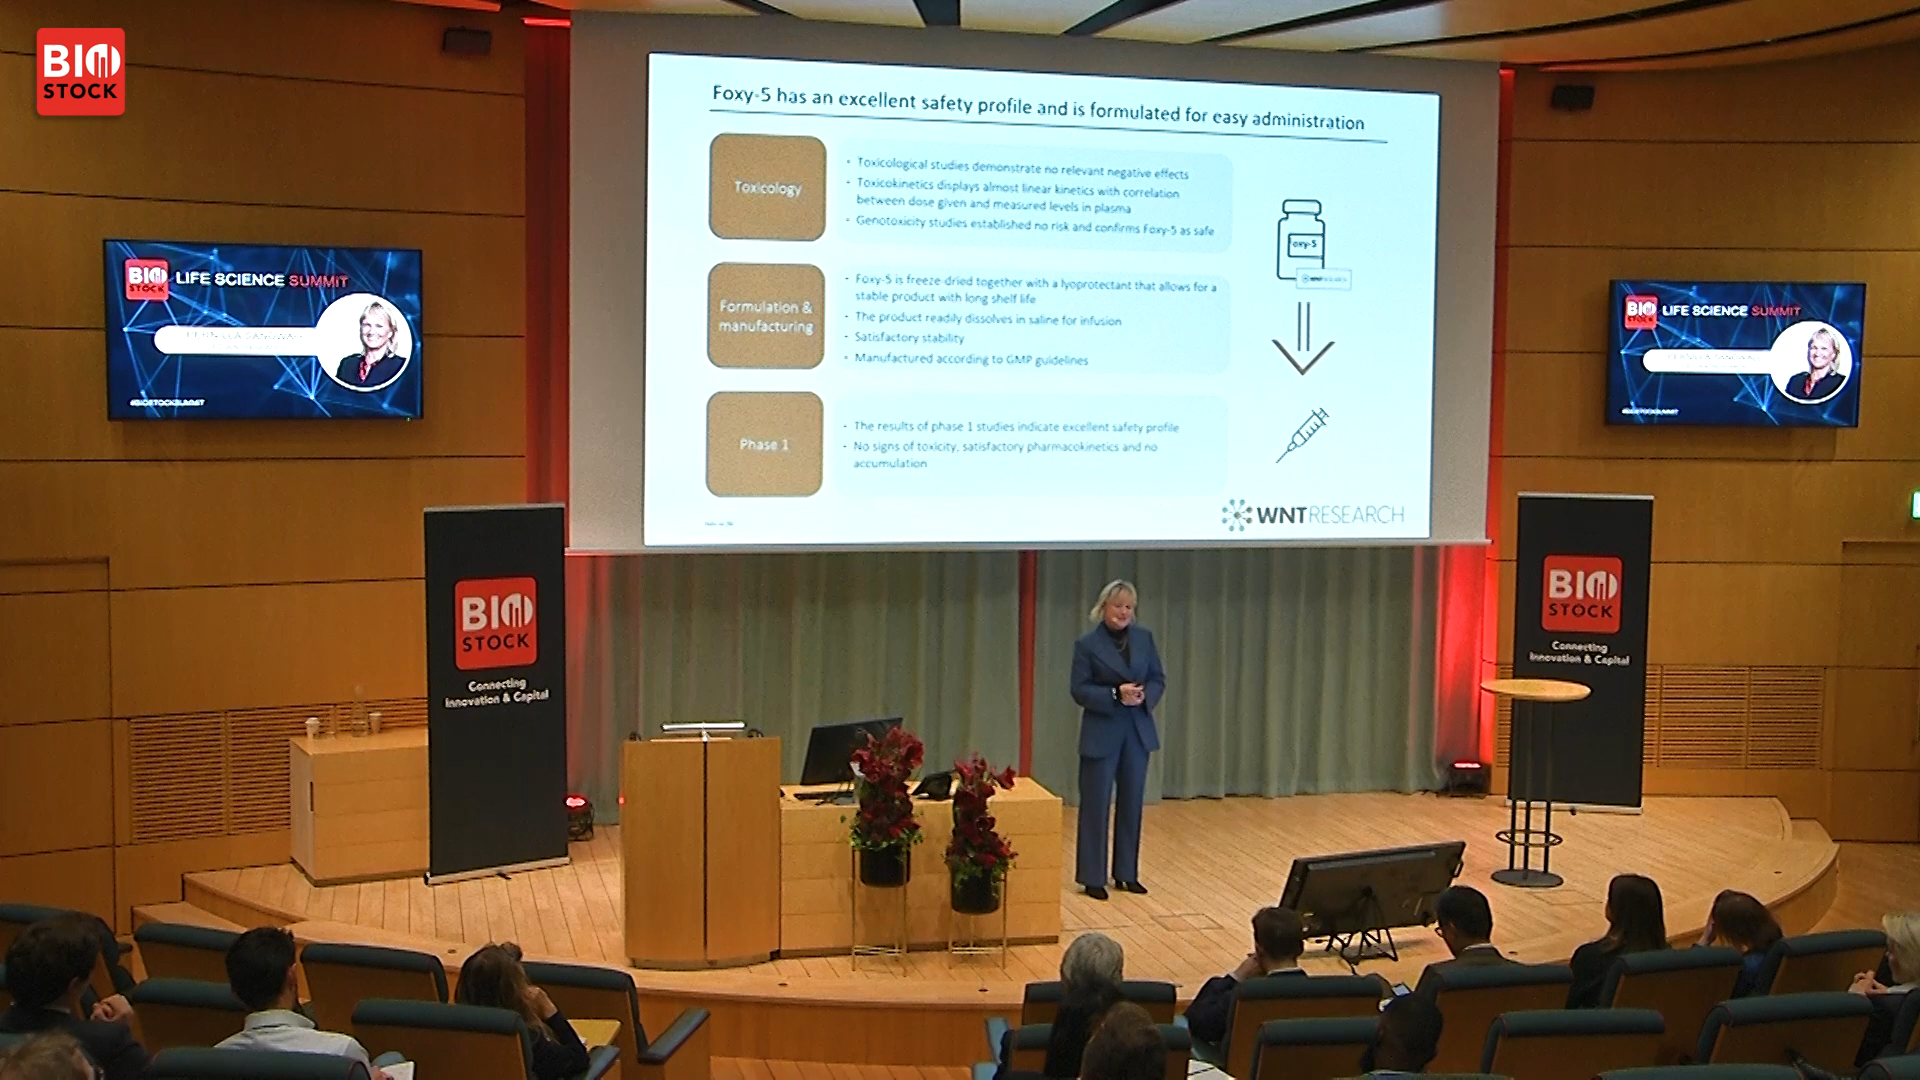 BIO
STOCK
Foxy-5 has an excellent safety profile and is formulated for easy administration
Toxicology
- Toxicological studies demonstrate no relevant negative effects
- Toxicokinetics displays almost linear kinetics with correlation
between dose given and measured levels in plasma
- Genotoxicity studies established no risk and confirms Foxy-5 as safe
Formulation &
manufacturing
- Foxy-5 is freeze dried together with a lyoprotectant that allows for a
stable product with long shelf life
- The product readily dissolves in saline for infusion
- Satisfactory stability
- Manufactured according to GMP guidelines
Phase 1
- The results of phase 1 studies indicate excellent safety profile
- No signs of toxicity, satisfactory pharmacokinetics and no
accumulation
Foxy-5
WNTRESEARCH
BIO
STOCK
LIFE SCIENCE SUMMIT
#BIOSTOCKSUMMIT
BIO
STOCK
LIFE SCIENCE SUMMIT
#BIOSTOCKSUMMIT
BIO
STOCK
Connecting
Innovation & Capital
BIO
STOCK
Connecting
Innovation & Capital